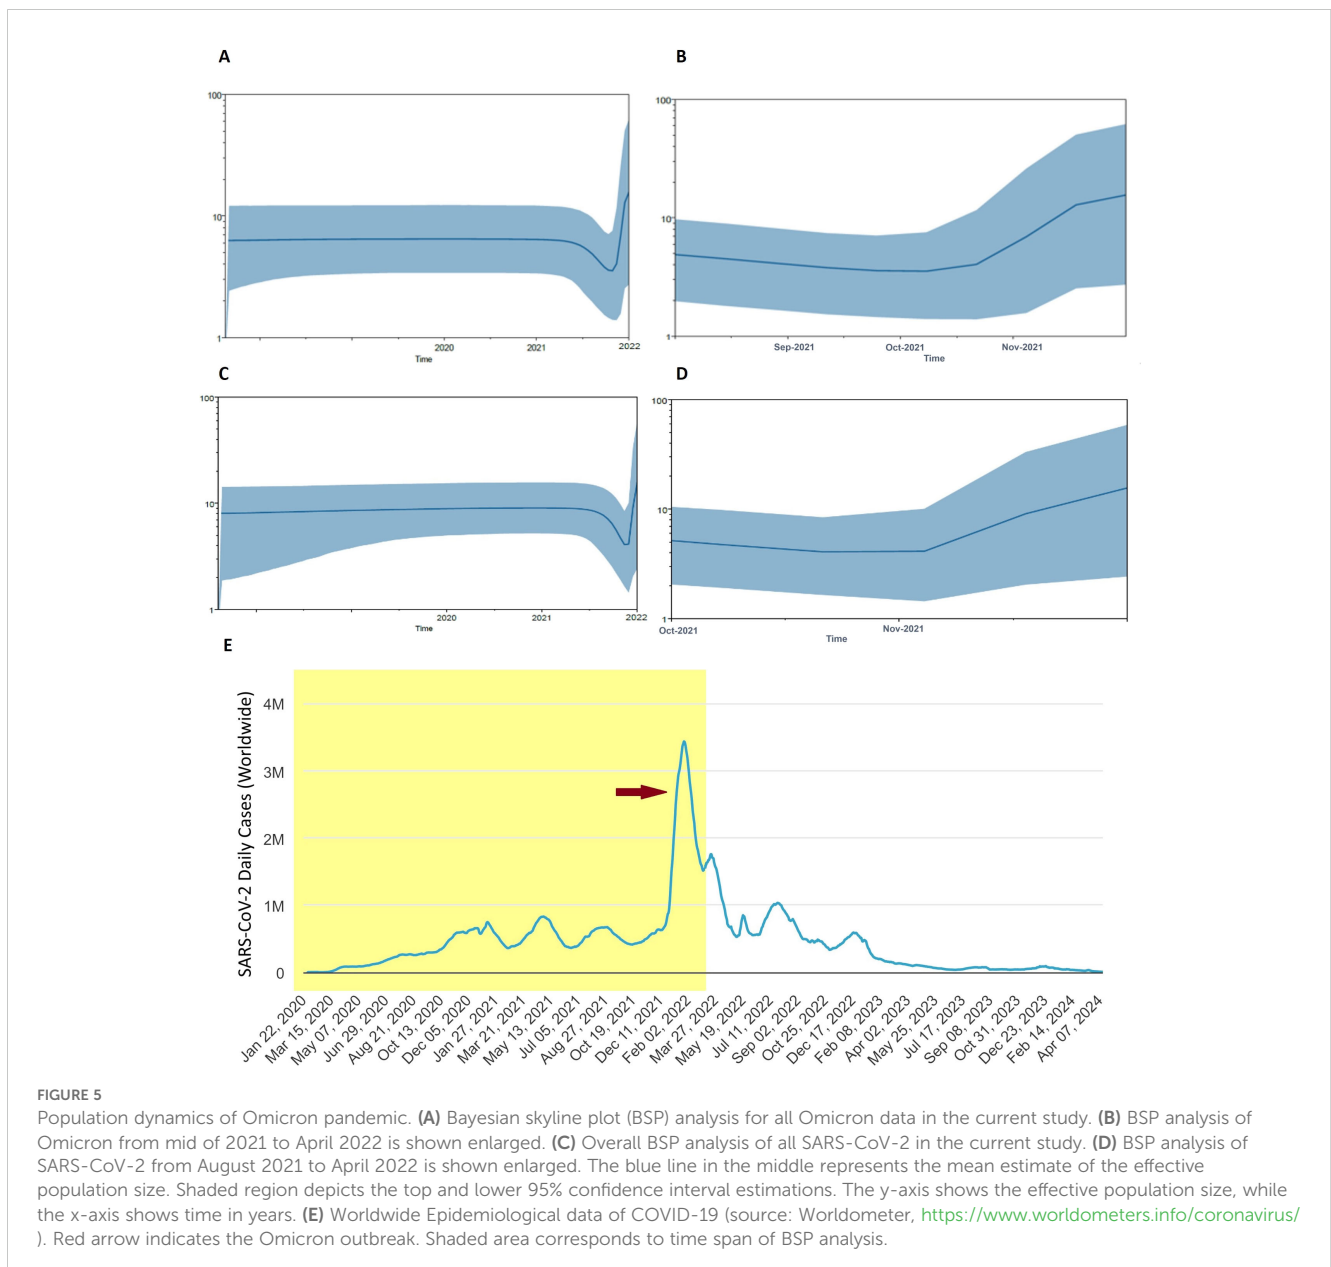 A
B
100
10
1
2020
2021
2022
Time
100
10
1
Sep-2021
Oct-2021
Nov-2021
Time
C
D
100
10
1
2020
2021
2022
Time
100
10
1
Oct-2021
Nov-2021
Time
E
SARS-CoV-2 Daily Cases (Worldwide)
4M
3M
2M
1M
0
Jan 22, 2020
Mar 15, 2020
May 07, 2020
Jun 29, 2020
Aug 21, 2020
Oct 13, 2020
Dec 05, 2020
Jan 27, 2021
Mar 21, 2021
May 13, 2021
Jul 05, 2021
Aug 27, 2021
Oct 19, 2021
Dec 11, 2021
Feb 02, 2022
Mar 27, 2022
May 19, 2022
Jul 11, 2022
Sep 02, 2022
Oct 25, 2022
Dec 17, 2022
Feb 08, 2023
Apr 02, 2023
May 25, 2023
Jul 17, 2023
Sep 08, 2023
Oct 31, 2023
Dec 23, 2023
Feb 14, 2024
Apr 07, 2024
FIGURE 5
Population dynamics of Omicron pandemic. (A) Bayesian skyline plot (BSP) analysis for all Omicron data in the current study. (B) BSP analysis of
Omicron from mid of 2021 to April 2022 is shown enlarged. (C) Overall BSP analysis of all SARS-CoV-2 in the current study. (D) BSP analysis of
SARS-CoV-2 from August 2021 to April 2022 is shown enlarged. The blue line in the middle represents the mean estimate of the effective
population size. Shaded region depicts the top and lower 95% confidence interval estimations. The y-axis shows the effective population size, while
the x-axis shows time in years. (E) Worldwide Epidemiological data of COVID-19 (source: Worldometer, https://www.worldometers.info/coronavirus/
). Red arrow indicates the Omicron outbreak. Shaded area corresponds to time span of BSP analysis.